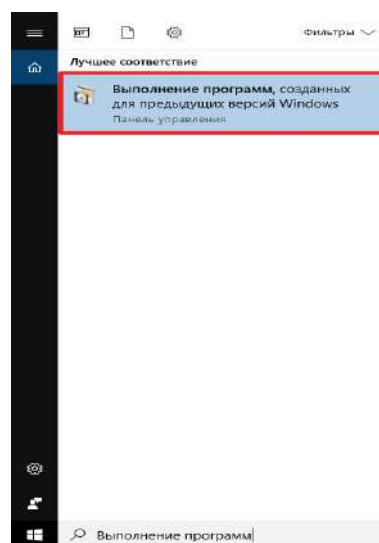 Фильтры
Лучшее соответствие
Выполнение программ, созданных
для предыдущих версий Windows
Панель управления
Выполнение программ